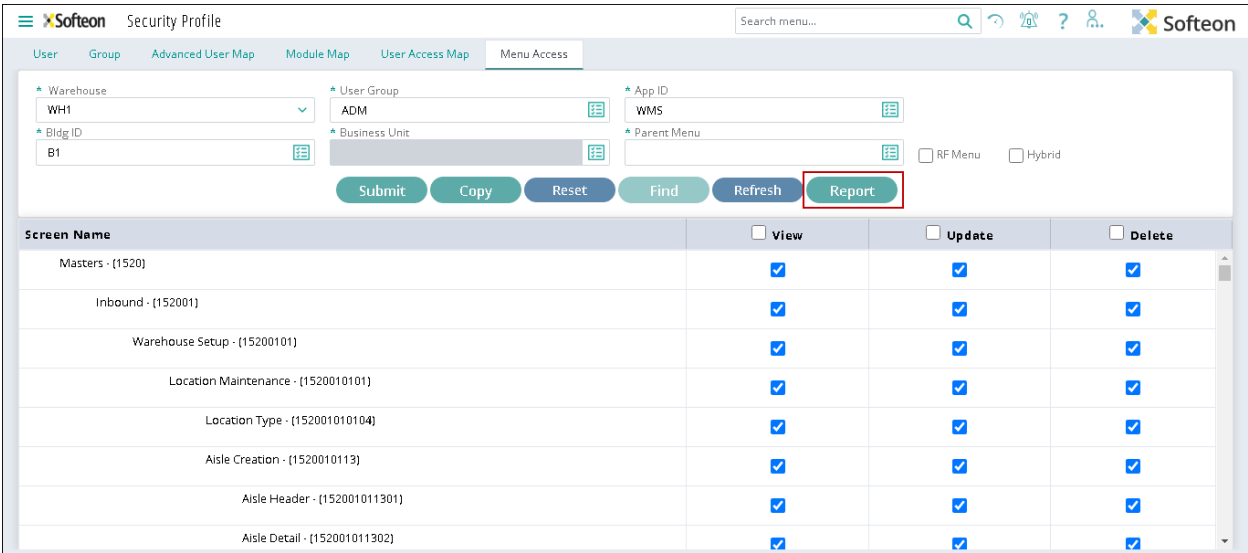 Softeon Security Profile Search menu... ? Softeon
User Group Advanced User Map Module Map User Access Map Menu Access
* Warehouse * User Group * App ID
WH1 ADM WMS
* Bldg ID * Business Unit * Parent Menu
B1 RF Menu Hybrid
Submit Copy Reset Find Refresh Report
Screen Name View Update Delete
Masters - [1520]
Inbound - [152001]
Warehouse Setup - [15200101]
Location Maintenance - [1520010101]
Location Type - [152001010104]
Aisle Creation - [1520010113]
Aisle Header - [152001011301]
Aisle Detail - [152001011302]